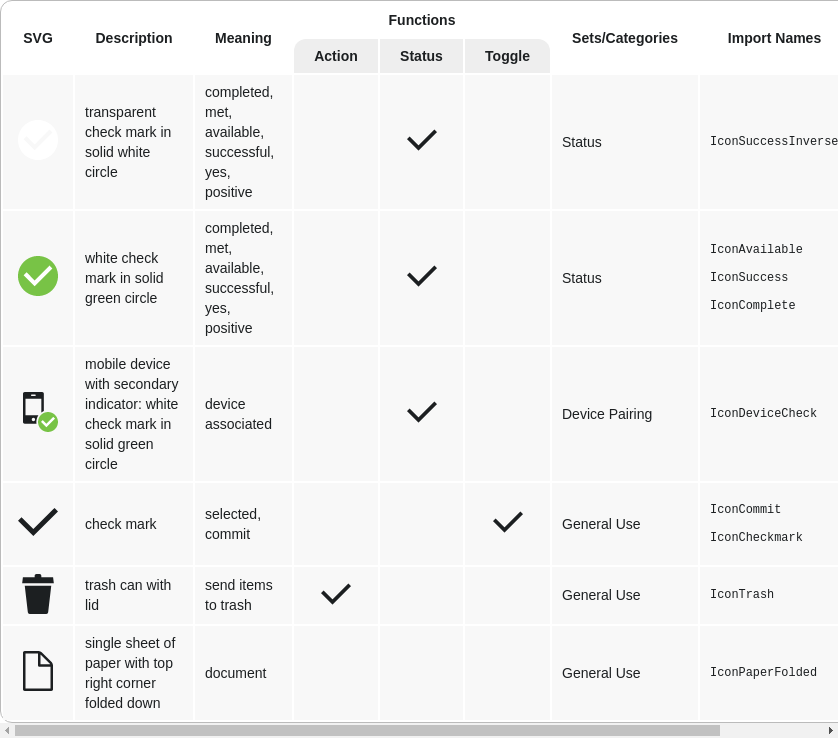 SVG
Description
Meaning
Functions
Action
Status
Toggle
Sets/Categories
Import Names
transparent
check mark in
solid white
circle
completed,
met,
available,
successful,
yes,
positive
Status
IconSuccessInverse
white check
mark in solid
green circle
completed,
met,
available,
successful,
yes,
positive
Status
IconAvailable
IconSuccess
IconComplete
mobile device
with secondary
indicator: white
check mark in
solid green
circle
device
associated
Device Pairing
IconDeviceCheck
check mark
selected,
commit
General Use
IconCommit
IconCheckmark
trash can with
lid
send items
to trash
General Use
IconTrash
single sheet of
paper with top
right corner
folded down
document
General Use
IconPaperFolded